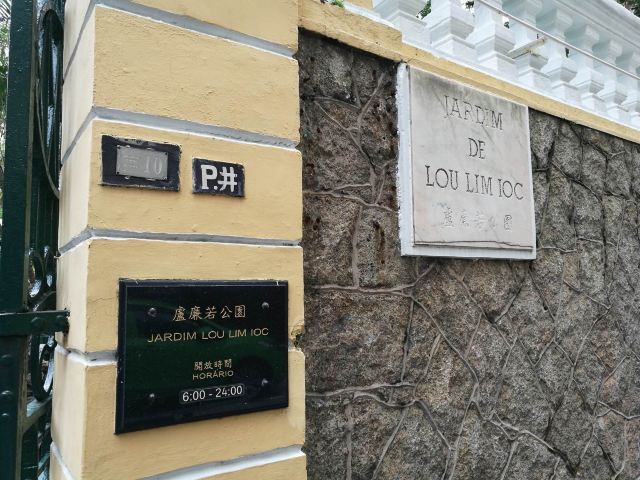 P.井
盧廉若公園
JARDIM LOU LIM IOC
開放時間
HORÁRIO
6:00 - 24:00
JARDIM
DE
LOU LIM IOC
盧廉若公園